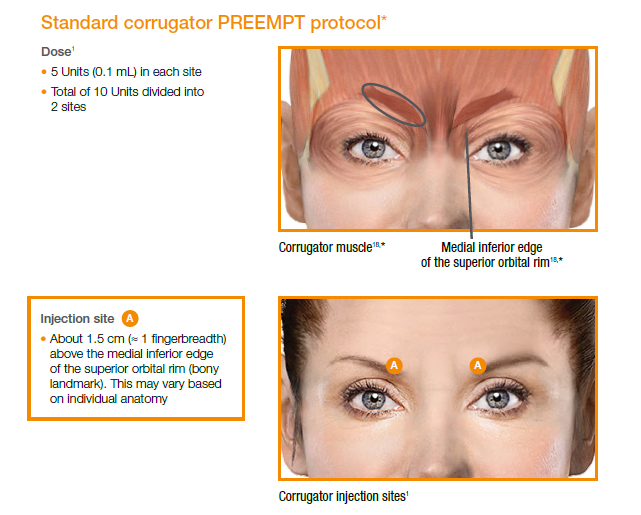 Standard corrugator PREEMPT protocol*
Dose¹
• 5 Units (0.1 mL) in each site
• Total of 10 Units divided into
2 sites
Corrugator muscle¹⁸,*
Medial inferior edge
of the superior orbital rim¹⁸,*
Injection site A
• About 1.5 cm (≈ 1 fingerbreadth)
above the medial inferior edge
of the superior orbital rim (bony
landmark). This may vary based
on individual anatomy
A A
Corrugator injection sites¹